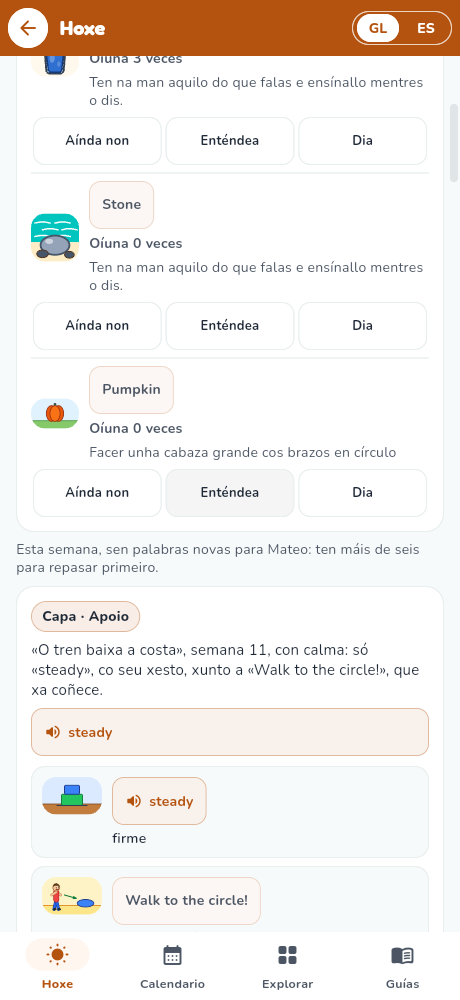 Hoxe
GL
ES
Oíuna 3 veces
Ten na man aquilo do que falas e ensínallo mentres
o dis.
Aínda non
Enténdea
Dia
Stone
Oíuna 0 veces
Ten na man aquilo do que falas e ensínallo mentres
o dis.
Aínda non
Enténdea
Dia
Pumpkin
Oíuna 0 veces
Facer unha cabaza grande cos brazos en círculo
Aínda non
Enténdea
Dia
Esta semana, sen palabras novas para Mateo: ten máis de seis
para repasar primeiro.
Capa · Apoio
«O tren baixa a costa», semana 11, con calma: só
«steady», co seu xesto, xunto a «Walk to the circle!», que
xa coñece.
steady
steady
firme
Walk to the circle!
Hoxe
Calendario
Explorar
Guías